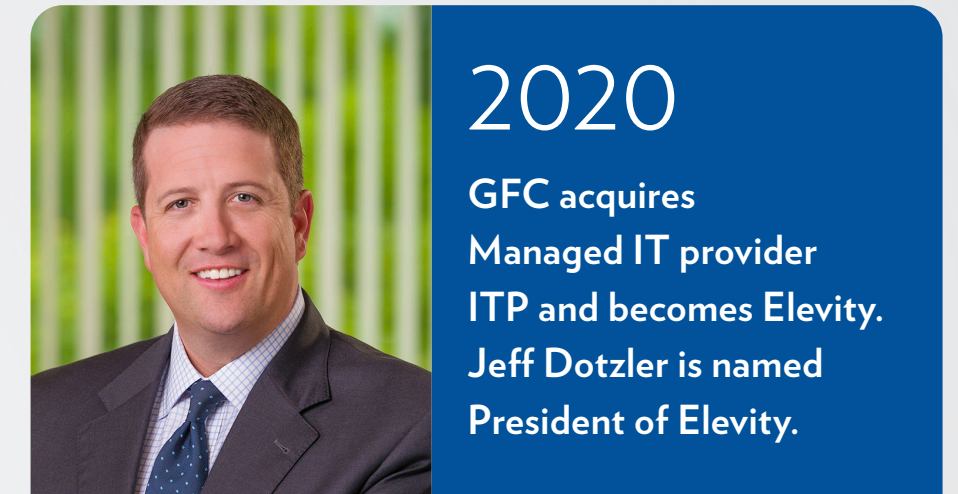 2020
GFC acquires
Managed IT provider
ITP and becomes Elevity.
Jeff Dotzler is named
President of Elevity.